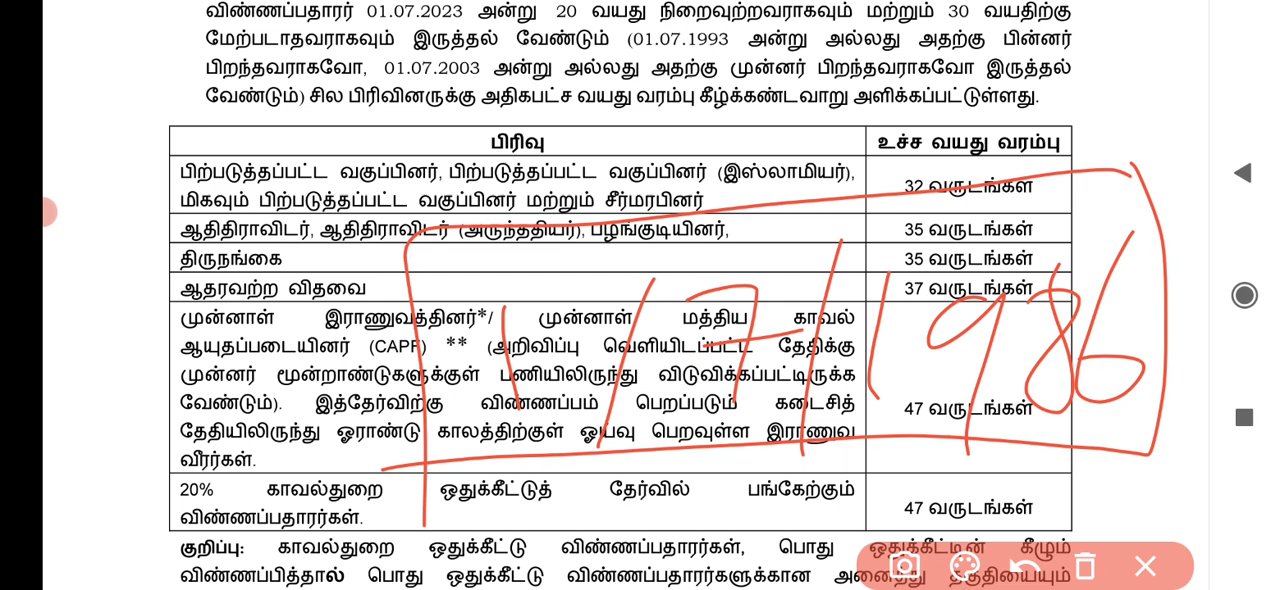 விண்ணப்பதாரர் 01.07.2023 அன்று 20 வயது நிறைவுற்றவராகவும் மற்றும் 30 வயதிற்கு
மேற்படாதவராகவும் இருத்தல் வேண்டும் (01.07.1993 அன்று அல்லது அதற்கு பின்னர்
பிறந்தவராகவோ, 01.07.2003 அன்று அல்லது அதற்கு முன்னர் பிறந்தவராகவோ இருத்தல்
வேண்டும்) சில பிரிவினருக்கு அதிகபட்ச வயது வரம்பு கீழ்க்கண்டவாறு அளிக்கப்பட்டுள்ளது.
பிரிவு உச்ச வயது வரம்பு
பிற்படுத்தப்பட்ட வகுப்பினர், பிற்படுத்தப்பட்ட வகுப்பினர் (இஸ்லாமியர்),
மிகவும் பிற்படுத்தப்பட்ட வகுப்பினர் மற்றும் சீர்மரபினர்
32 வருடங்கள்
ஆதிதிராவிடர், ஆதிதிராவிடர் (அருந்ததியர்), பழங்குடியினர், 35 வருடங்கள்
திருநங்கை 35 வருடங்கள்
ஆதரவற்ற விதவை 37 வருடங்கள்
முன்னாள் இராணுவத்தினர்*/ முன்னாள் மத்திய காவல்
ஆயுதப்படையினர் (CAPF) ** (அறிவிப்பு வெளியிடப்பட்ட தேதிக்கு
முன்னர் மூன்றாண்டுகளுக்குள் பணியிலிருந்து விடுவிக்கப்பட்டிருக்க
வேண்டும்). இத்தேர்விற்கு விண்ணப்பம் பெறப்படும் கடைசித்
தேதியிலிருந்து ஓராண்டு காலத்திற்குள் ஓய்வு பெறவுள்ள இராணுவ
வீரர்கள்.
47 வருடங்கள்
1/7/1986
20% காவல்துறை ஒதுக்கீட்டுத் தேர்வில் பங்கேற்கும்
விண்ணப்பதாரர்கள்.
47 வருடங்கள்
குறிப்பு: காவல்துறை ஒதுக்கீட்டு விண்ணப்பதாரர்கள், பொது ஒதுக்கீட்டின் கீழும்
விண்ணப்பித்தால் பொது ஒதுக்கீட்டு விண்ணப்பதாரர்களுக்கான அனைத்து தகுதியையும்